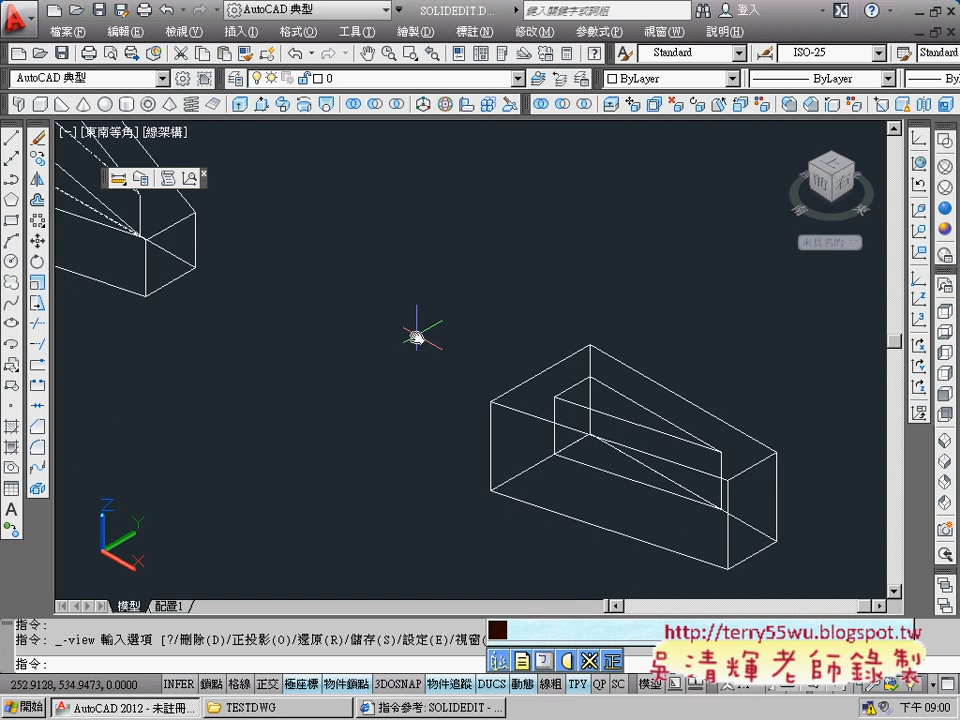 AutoCAD 典型
SOLIDEDIT.D...
鍵入關鍵字或詞組
登入
檔案(F) 編輯(E) 檢視(V) 插入(I) 格式(O) 工具(T) 繪製(D) 標註(N) 修改(M) 參數式(P) 視窗(W) 說明(H)
Standard
ISO-25
Standard
AutoCAD 典型
0
ByLayer
ByLayer
By
[−] [東南等角] [線架構]
上
前 右
南 東
未具名的
Z
Y
X
模型 配置1
指令:
指令: _-view 輸入選項 [?/刪除(D)/正投影(O)/還原(R)/儲存(S)/設定(E)/視窗(
指令:
http://terry55wu.blogspot.tw
吳清輝老師錄製
252.9128, 534.9473, 0.0000
INFER 鎖點 格線 正交 極座標 物件鎖點 3DOSNAP 物件追蹤 DUCS 動態 線粗 TPY QP SC 模型
開始
AutoCAD 2012 - 未註冊...
TESTDWG
指令參考: SOLIDEDIT - ...
下午 09:00